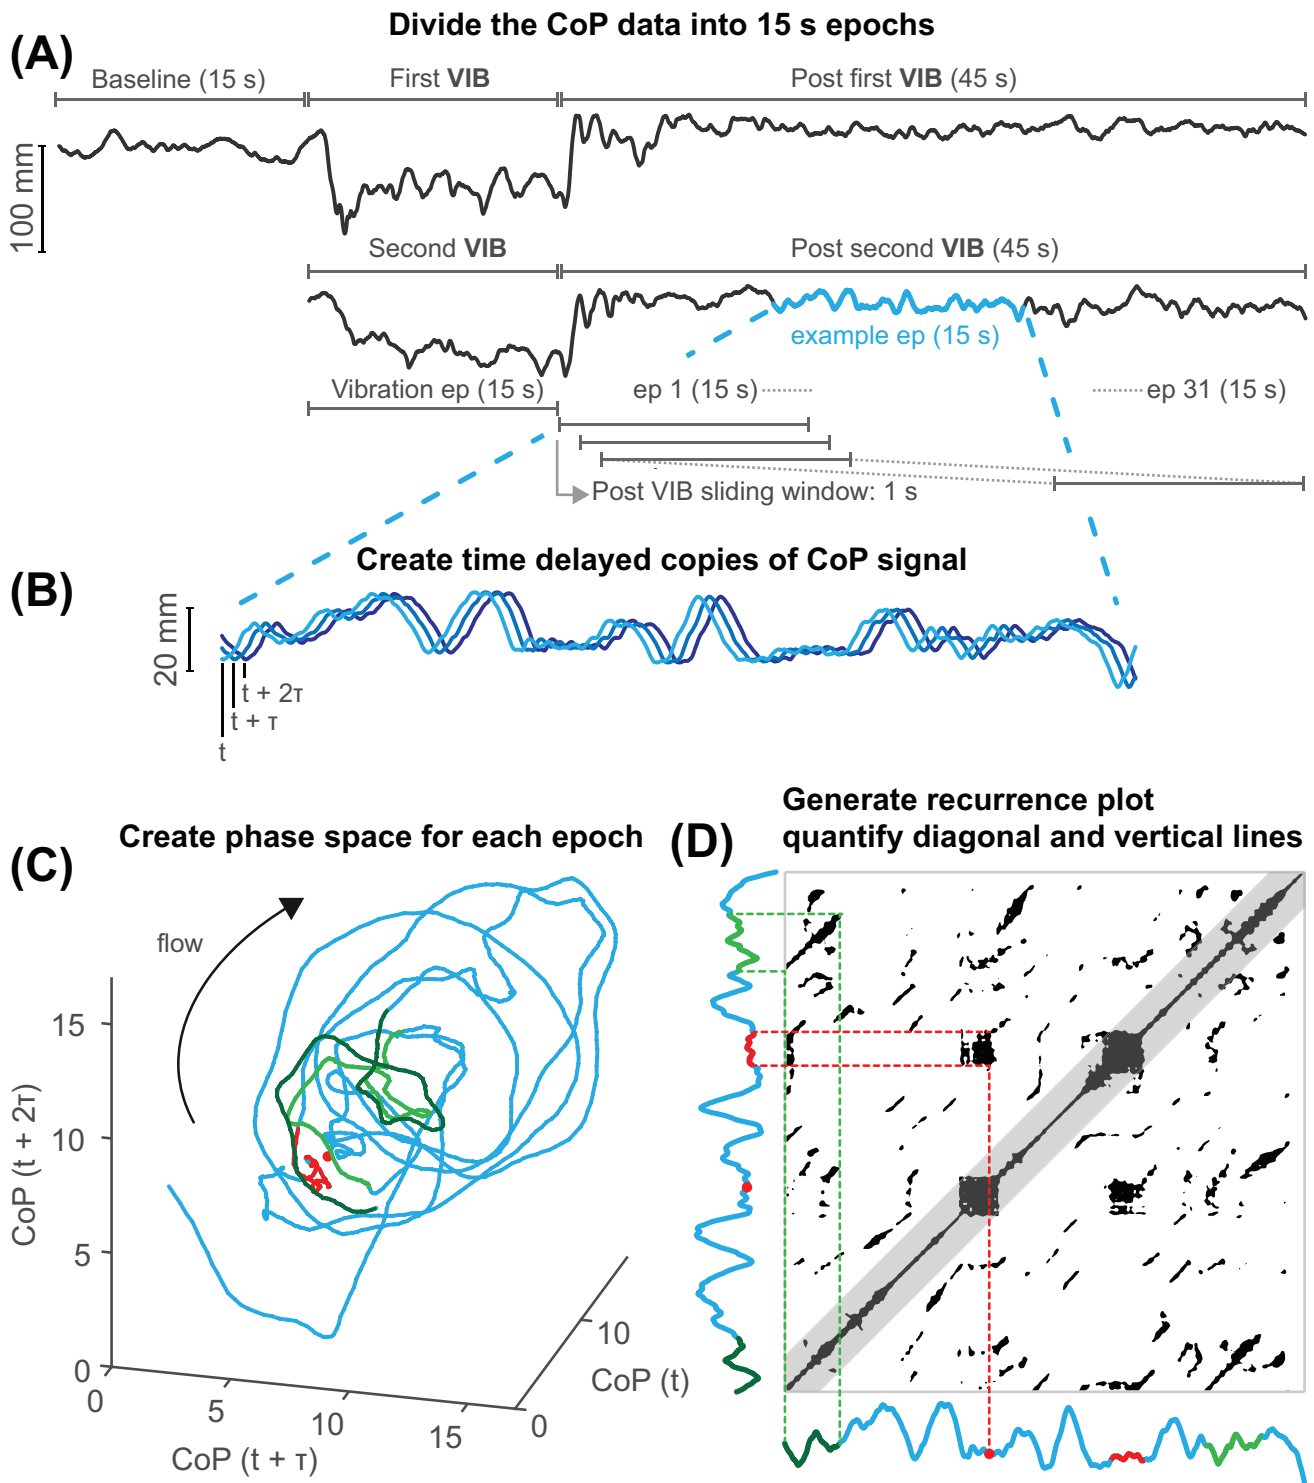 Divide the CoP data into 15 s epochs
(A)
Baseline (15 s)
First VIB
Post first VIB (45 s)
100 mm
Second VIB
Post second VIB (45 s)
example ep (15 s)
Vibration ep (15 s)
ep 1 (15 s)
ep 31 (15 s)
Post VIB sliding window: 1 s
(B)
Create time delayed copies of CoP signal
20 mm
t + 2τ
t + τ
t
(C)
Create phase space for each epoch
flow
15
10
5
0
CoP (t + 2τ)
0
5
10
15
CoP (t + τ)
0
10
CoP (t)
(D)
Generate recurrence plot
quantify diagonal and vertical lines